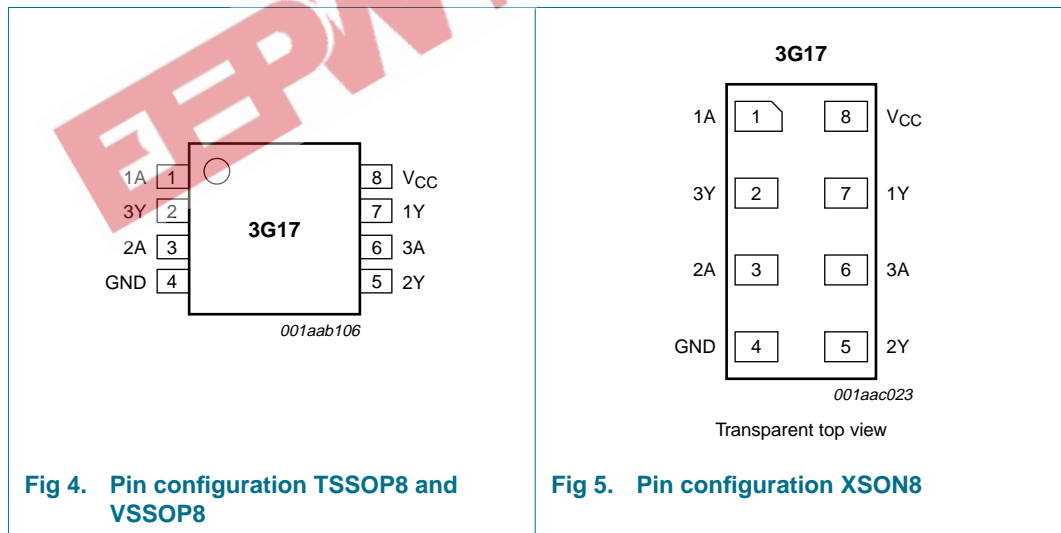 1A 1
3Y 2
2A 3
GND 4
3G17
8 VCC
7 1Y
6 3A
5 2Y
001aab106
Fig 4. Pin configuration TSSOP8 and
VSSOP8
3G17
1A 1 8 VCC
3Y 2 7 1Y
2A 3 6 3A
GND 4 5 2Y
001aac023
Transparent top view
Fig 5. Pin configuration XSON8